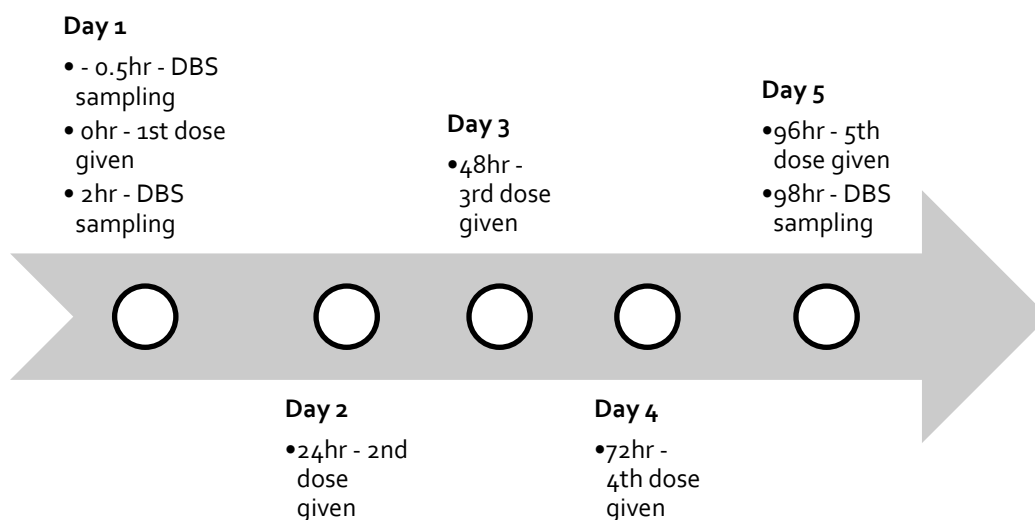 Day 1
• - 0.5hr - DBS
sampling
• 0hr - 1st dose
given
• 2hr - DBS
sampling
Day 2
•24hr - 2nd
dose
given
Day 3
•48hr -
3rd dose
given
Day 4
•72hr -
4th dose
given
Day 5
•96hr - 5th
dose given
•98hr - DBS
sampling